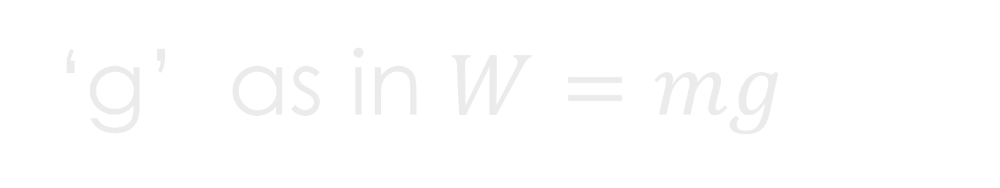 ‘g’ as in W = mg